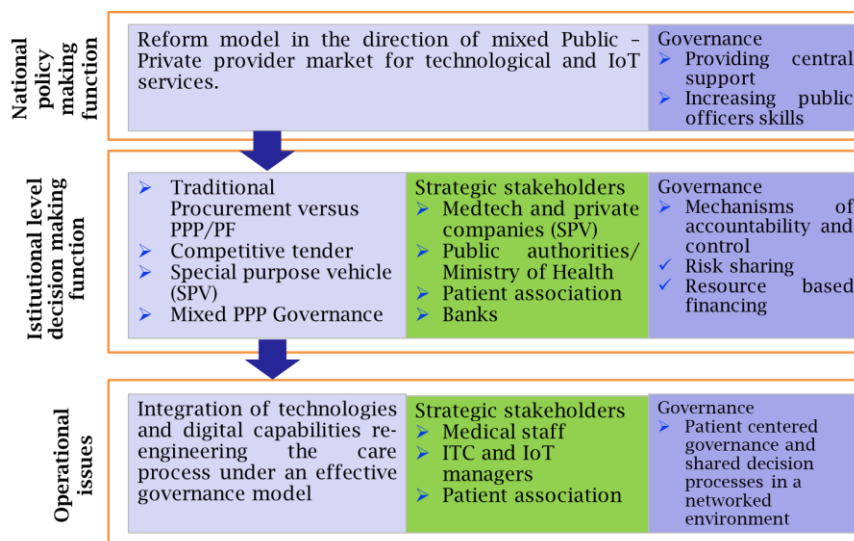 National
policy
making
function
Reform model in the direction of mixed Public –
Private provider market for technological and IoT
services.
Governance
➢ Providing central
support
➢ Increasing public
officers skills
Istitutional level
decision making
function
➢ Traditional
Procurement versus
PPP/PF
➢ Competitive tender
➢ Special purpose vehicle
(SPV)
➢ Mixed PPP Governance
Strategic stakeholders
➢ Medtech and private
companies (SPV)
➢ Public authorities/
Ministry of Health
➢ Patient association
➢ Banks
Governance
➢ Mechanisms of
accountability and
control
✓ Risk sharing
✓ Resource based
financing
Operational
issues
Integration of technologies
and digital capabilities re-
engineering the care
process under an effective
governance model
Strategic stakeholders
➢ Medical staff
➢ ITC and IoT
managers
➢ Patient association
Governance
➢ Patient centered
governance and
shared decision
processes in a
networked
environment